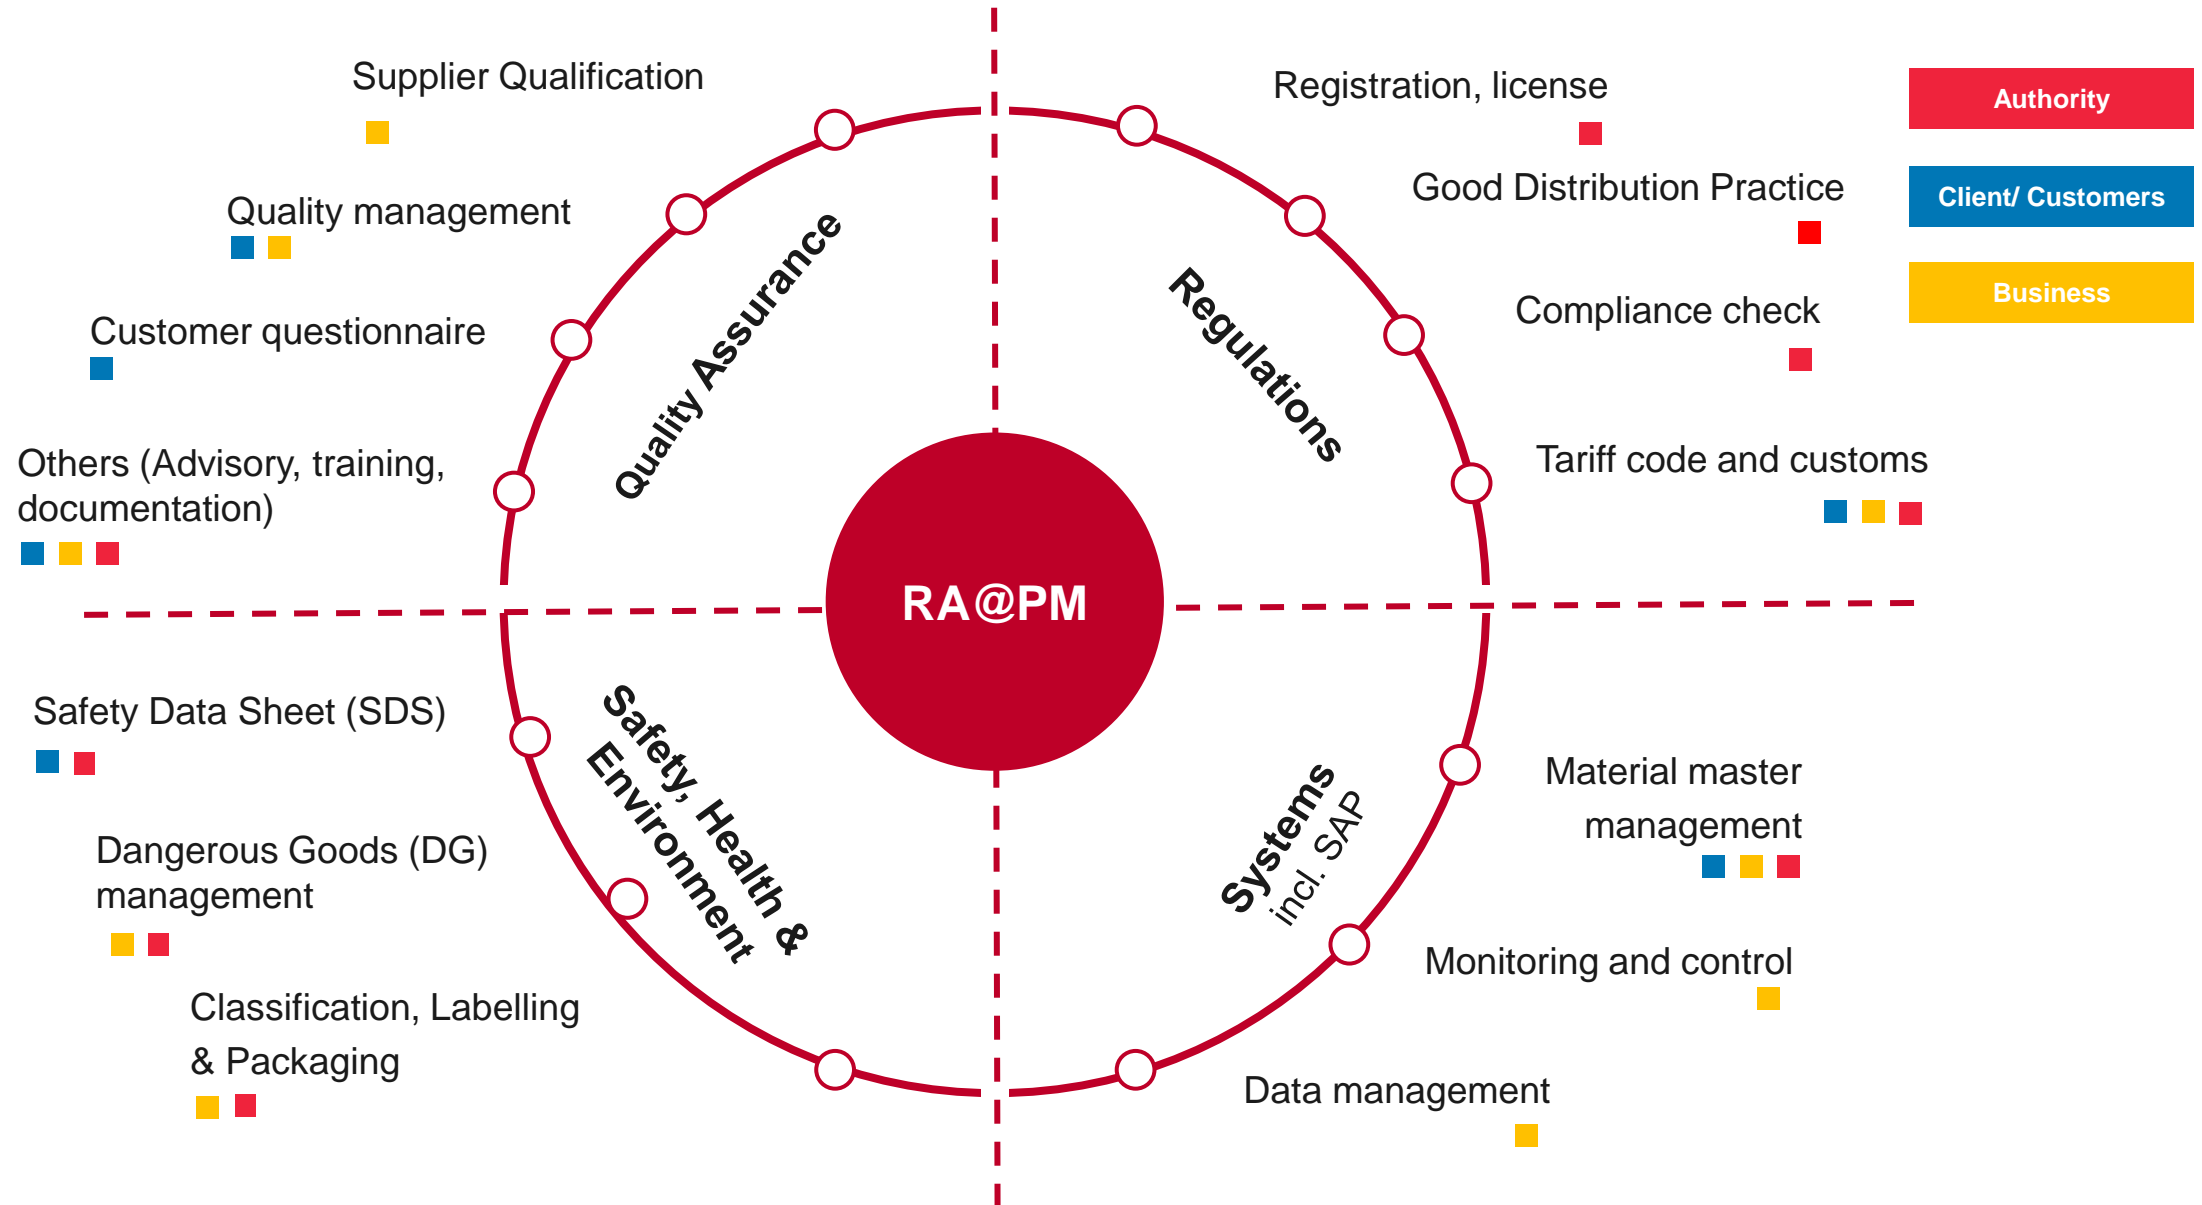 Supplier Qualification
Quality management
Customer questionnaire
Others (Advisory, training,
documentation)
Quality Assurance
Registration, license
Good Distribution Practice
Compliance check
Tariff code and customs
Regulations
Authority
Client/ Customers
Business
RA@PM
Safety Data Sheet (SDS)
Dangerous Goods (DG)
management
Classification, Labelling
& Packaging
Safety, Health &
Environment
Systems
incl. SAP
Material master
management
Monitoring and control
Data management